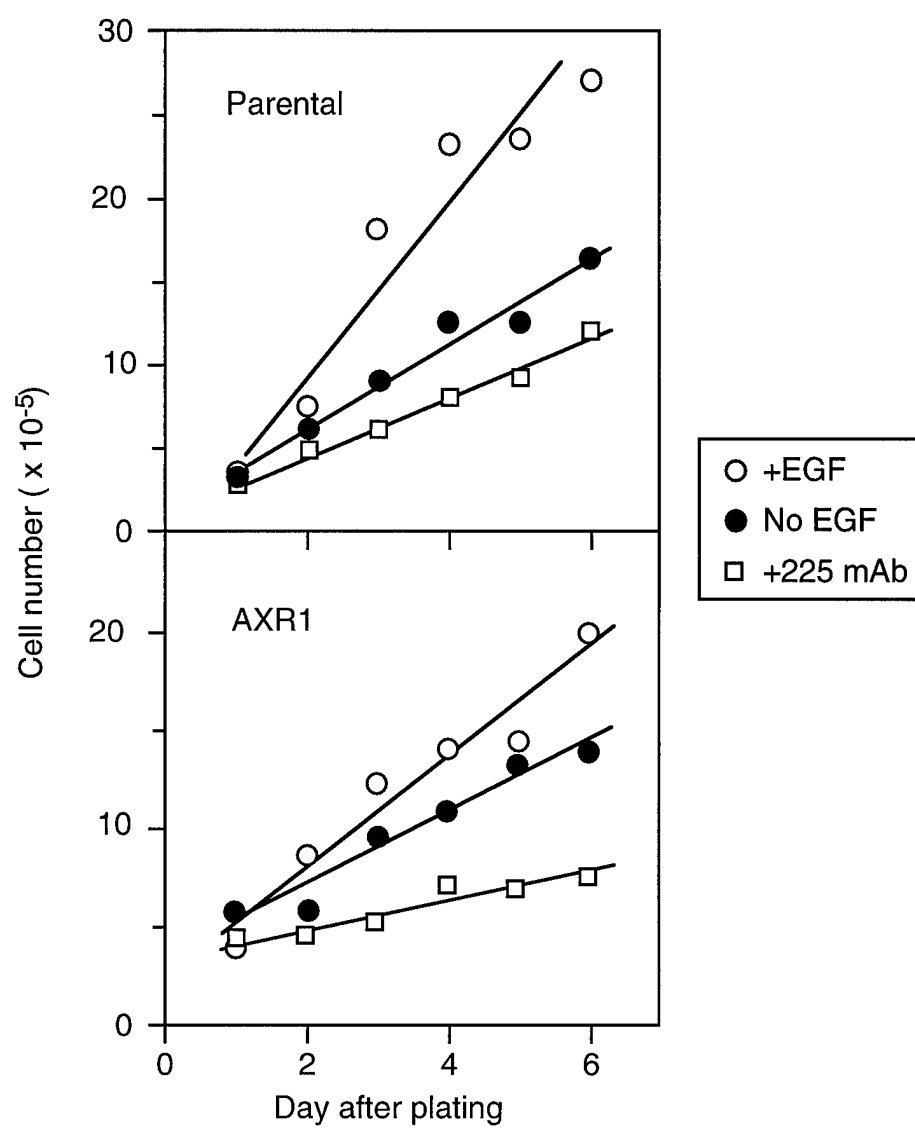 30
Parental
20
10
0
Cell number ( x 10-5)
AXR1
20
10
0
0
2
4
6
Day after plating
+EGF
No EGF
+225 mAb